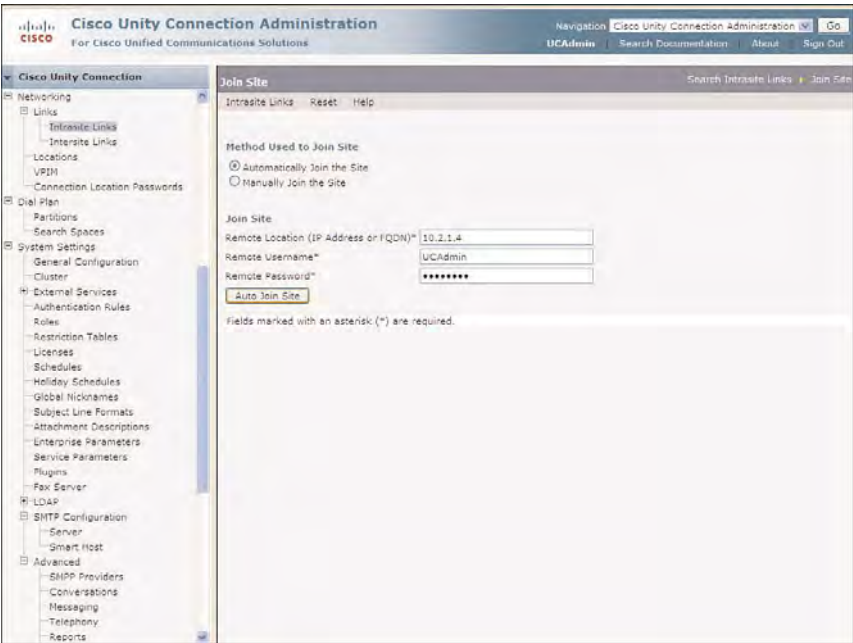 Cisco Unity Connection Administration
For Cisco Unified Communications Solutions
CISCO
Navigation Cisco Unity Connection Administration Go
UCAdmin Search Documentation About Sign Out
Cisco Unity Connection
Networking
Links
Intrasite Links
Intersite Links
Locations
VPIM
Connection Location Passwords
Dial Plan
Partitions
Search Spaces
System Settings
General Configuration
Cluster
External Services
Authentication Rules
Roles
Restriction Tables
Licenses
Schedules
Holiday Schedules
Global Nicknames
Subject Line Formats
Attachment Descriptions
Enterprise Parameters
Service Parameters
Plugins
Fax Server
LDAP
SMTP Configuration
Server
Smart Host
Advanced
SMPP Providers
Conversations
Messaging
Telephony
Reports
Join Site
Search Intrasite Links Join Site
Intrasite Links Reset Help
Method Used to Join Site
Automatically Join the Site
Manually Join the Site
Join Site
Remote Location (IP Address or FQDN)* 10.2.1.4
Remote Username* UCAdmin
Remote Password* ••••••••
Auto Join Site
Fields marked with an asterisk (*) are required.